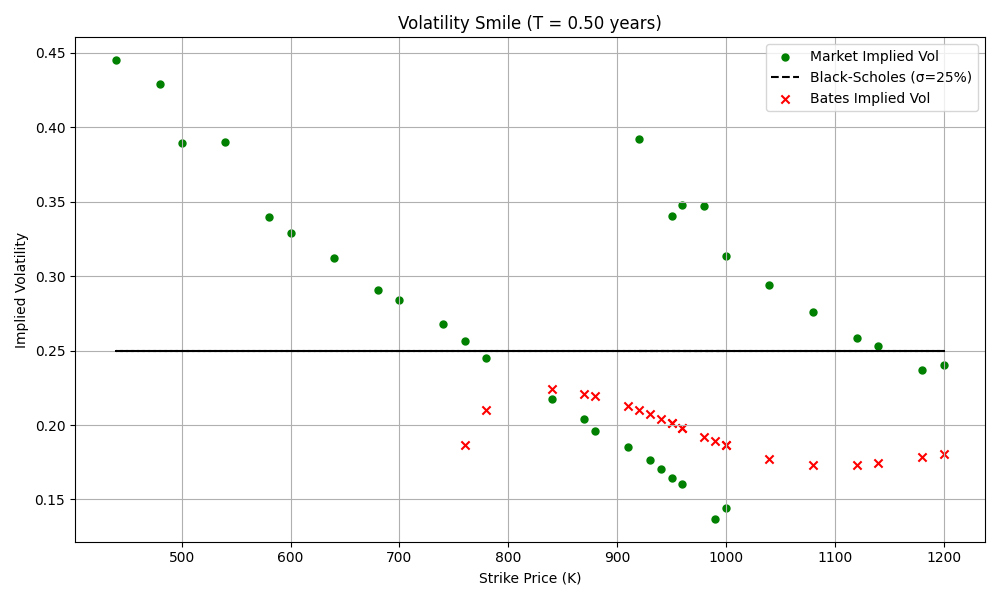 Volatility Smile (T = 0.50 years)
Market Implied Vol
Black-Scholes (σ=25%)
Bates Implied Vol
Implied Volatility
0.45
0.40
0.35
0.30
0.25
0.20
0.15
500 600 700 800 900 1000 1100 1200
Strike Price (K)